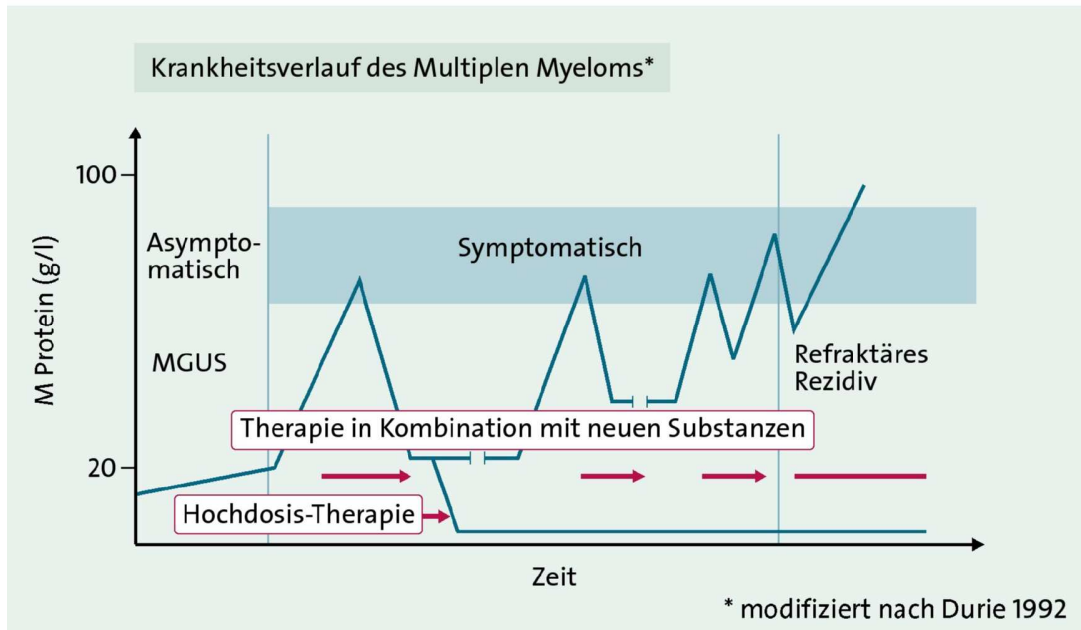 Krankheitsverlauf des Multiplen Myeloms*
100
Asympto-
matisch
Symptomatisch
M Protein (g/l)
MGUS
Refraktäres
Rezidiv
Therapie in Kombination mit neuen Substanzen
20
Hochdosis-Therapie
Zeit
* modifiziert nach Durie 1992